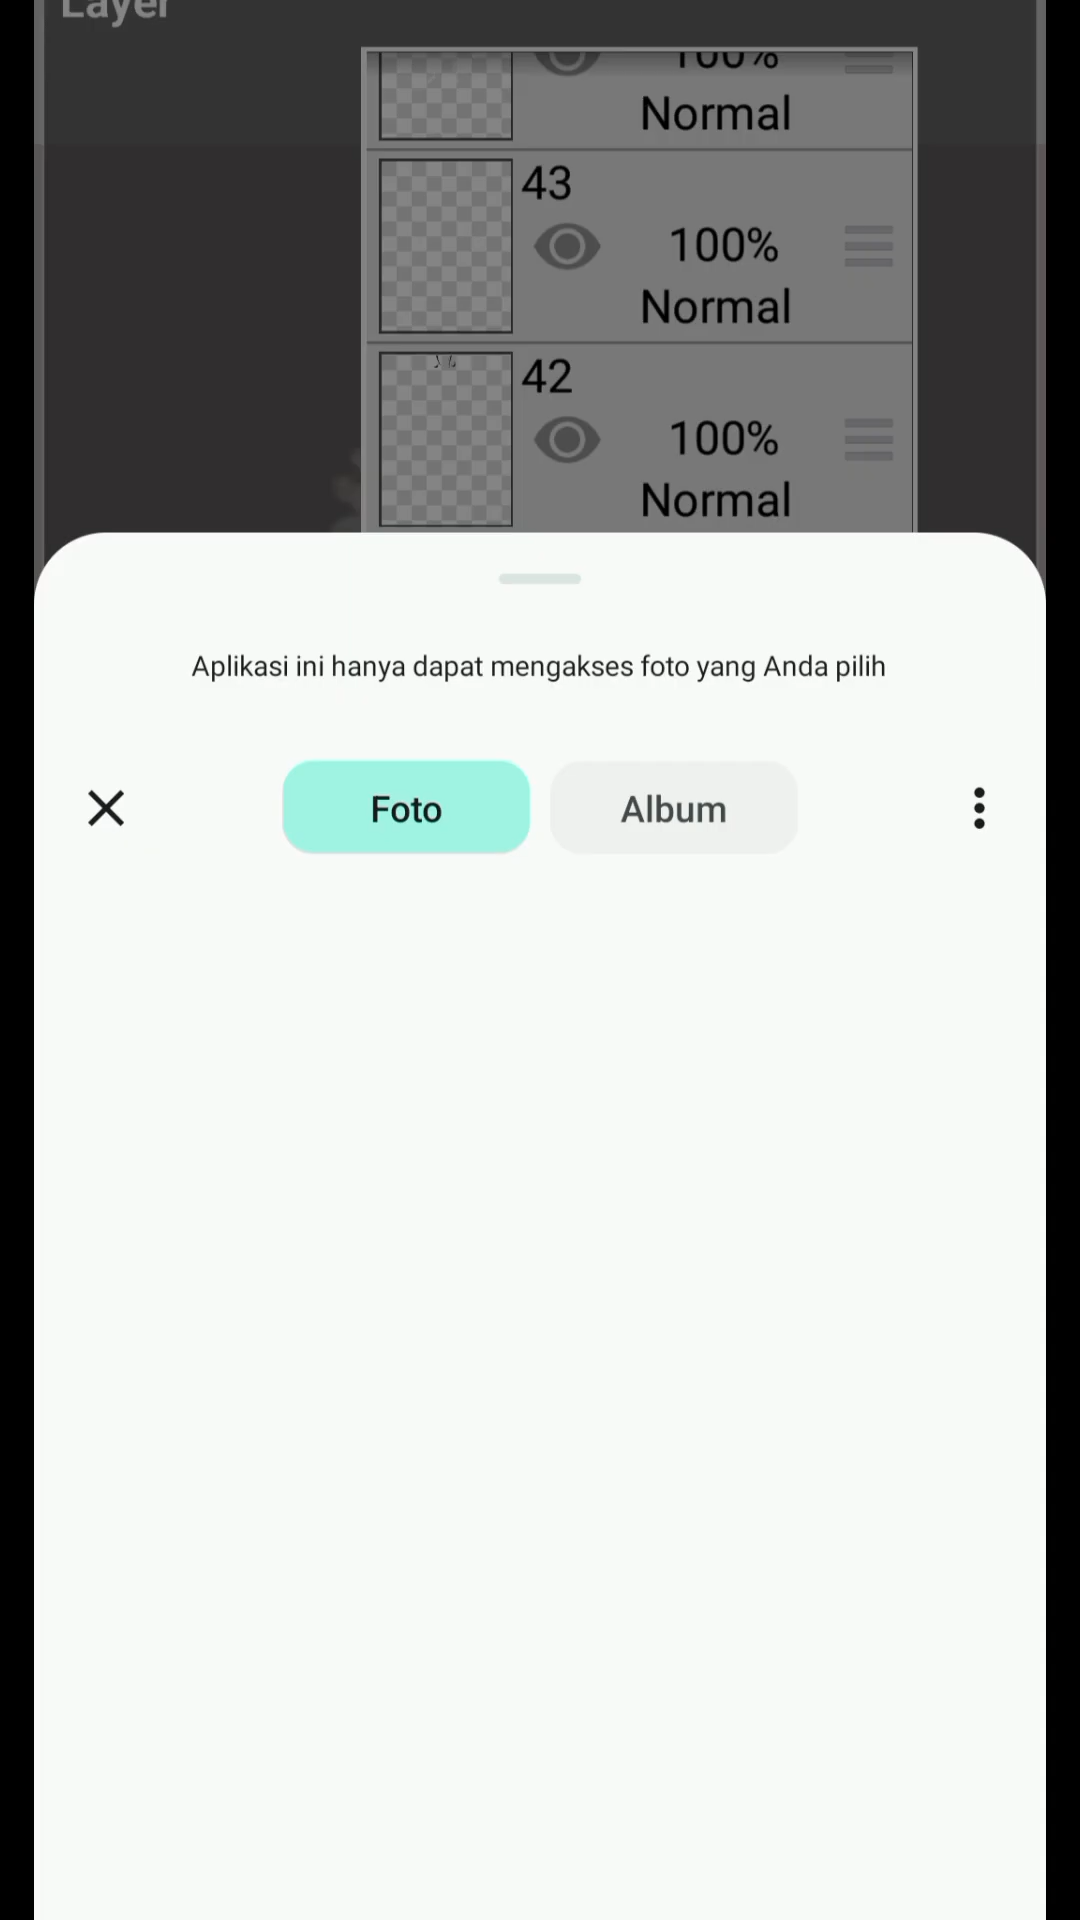 Layer
100%
Normal
43
100%
Normal
42
100%
Normal
Aplikasi ini hanya dapat mengakses foto yang Anda pilih
Foto
Album